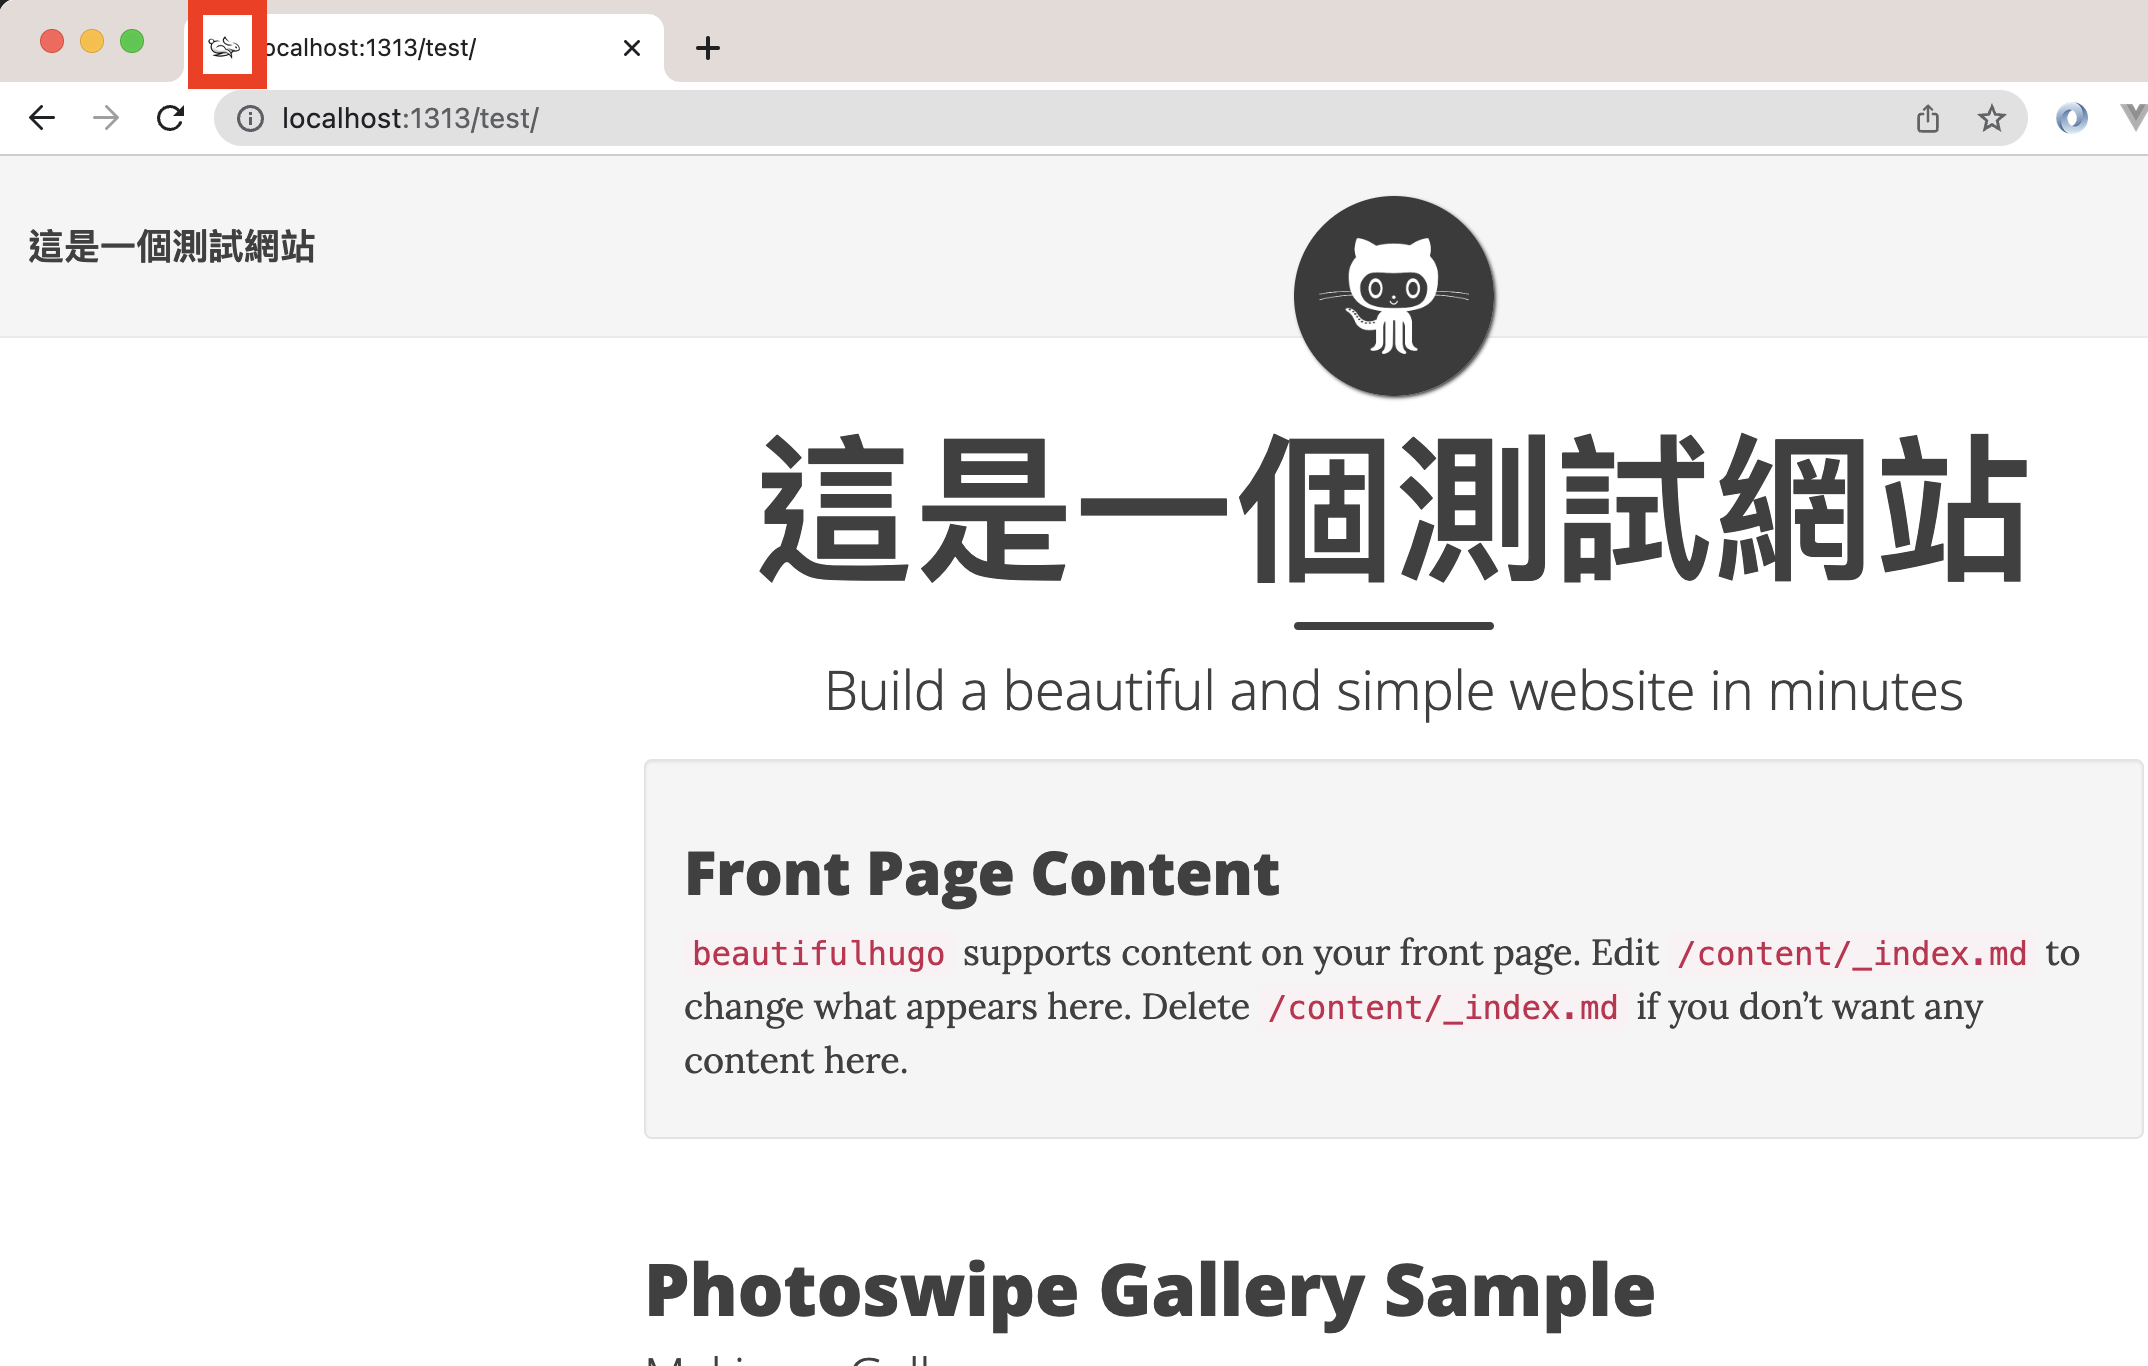 ocalhost:1313/test/
localhost:1313/test/
這是一個測試網站
這是一個測試網站
Build a beautiful and simple website in minutes
Front Page Content
beautifulhugo supports content on your front page. Edit /content/_index.md to
change what appears here. Delete /content/_index.md if you don’t want any
content here.
Photoswipe Gallery Sample